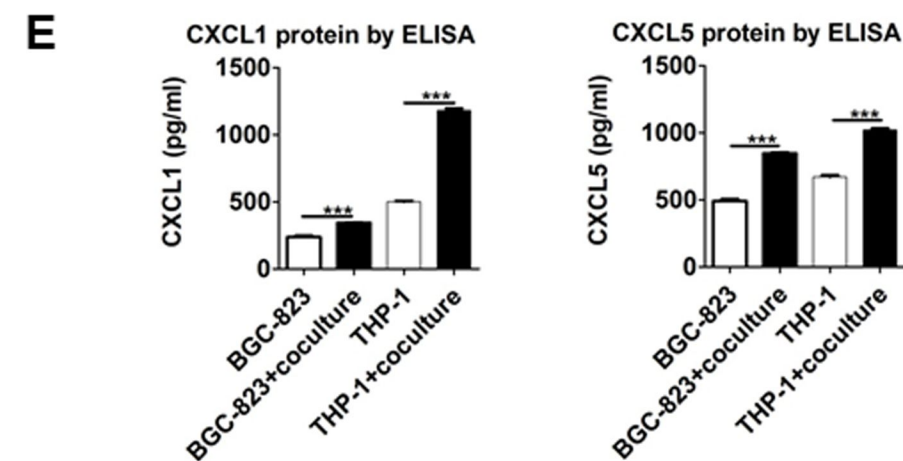 E
CXCL1 protein by ELISA
CXCL1 (pg/ml)
1500
1000
500
0
***
***
BGC-823
BGC-823+coculture
THP-1
THP-1+coculture
CXCL5 protein by ELISA
CXCL5 (pg/ml)
1500
1000
500
0
***
***
BGC-823
BGC-823+coculture
THP-1
THP-1+coculture